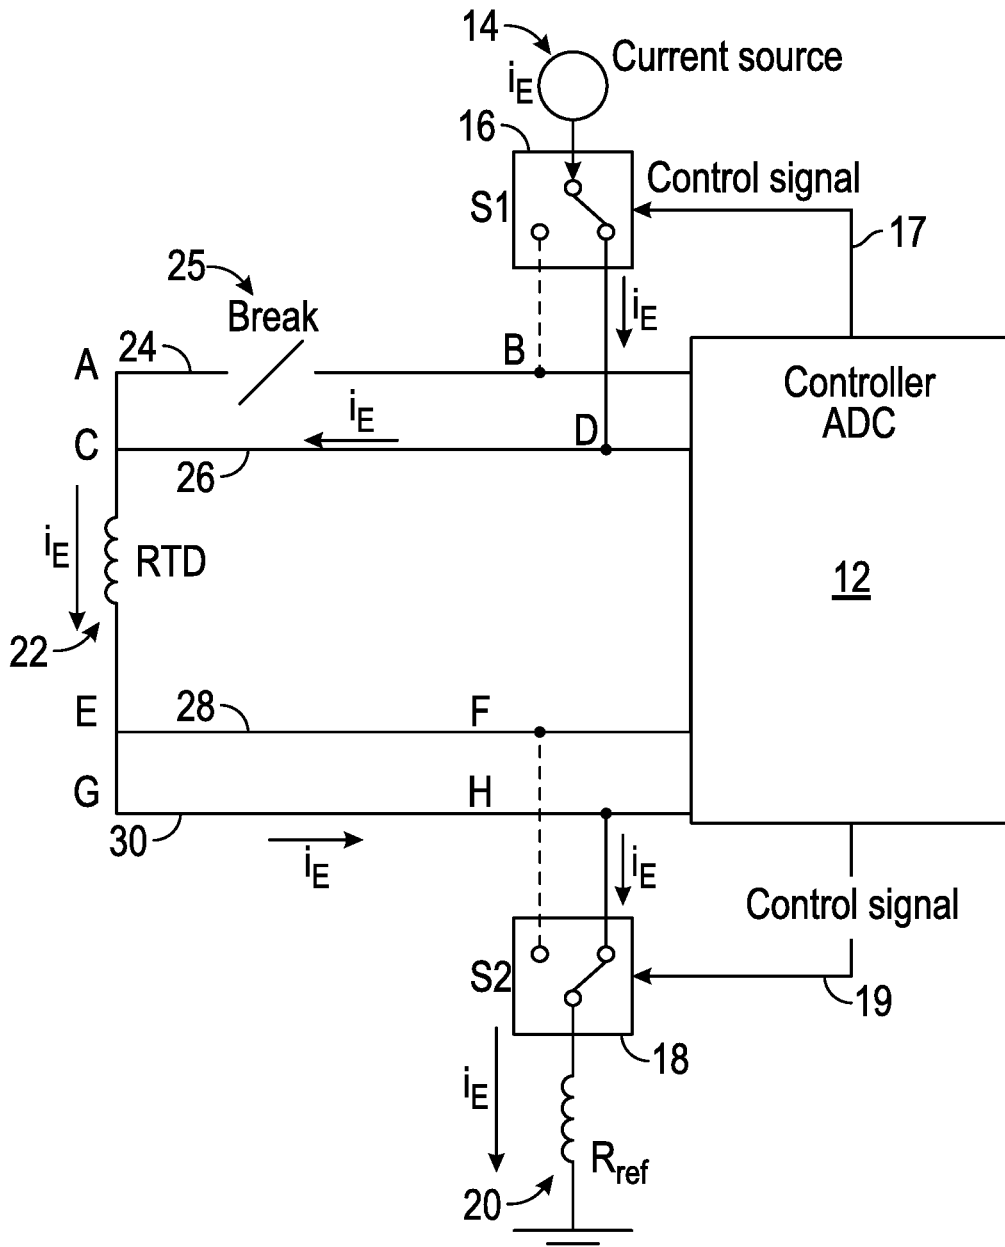 14
Current source
iE
16
Control signal
S1
17
25
Break
iE
24
B
A
Controller
ADC
iE
C
D
26
iE
RTD
12
22
E
28
F
G
H
30
iE
iE
Control signal
S2
19
18
iE
Rref
20